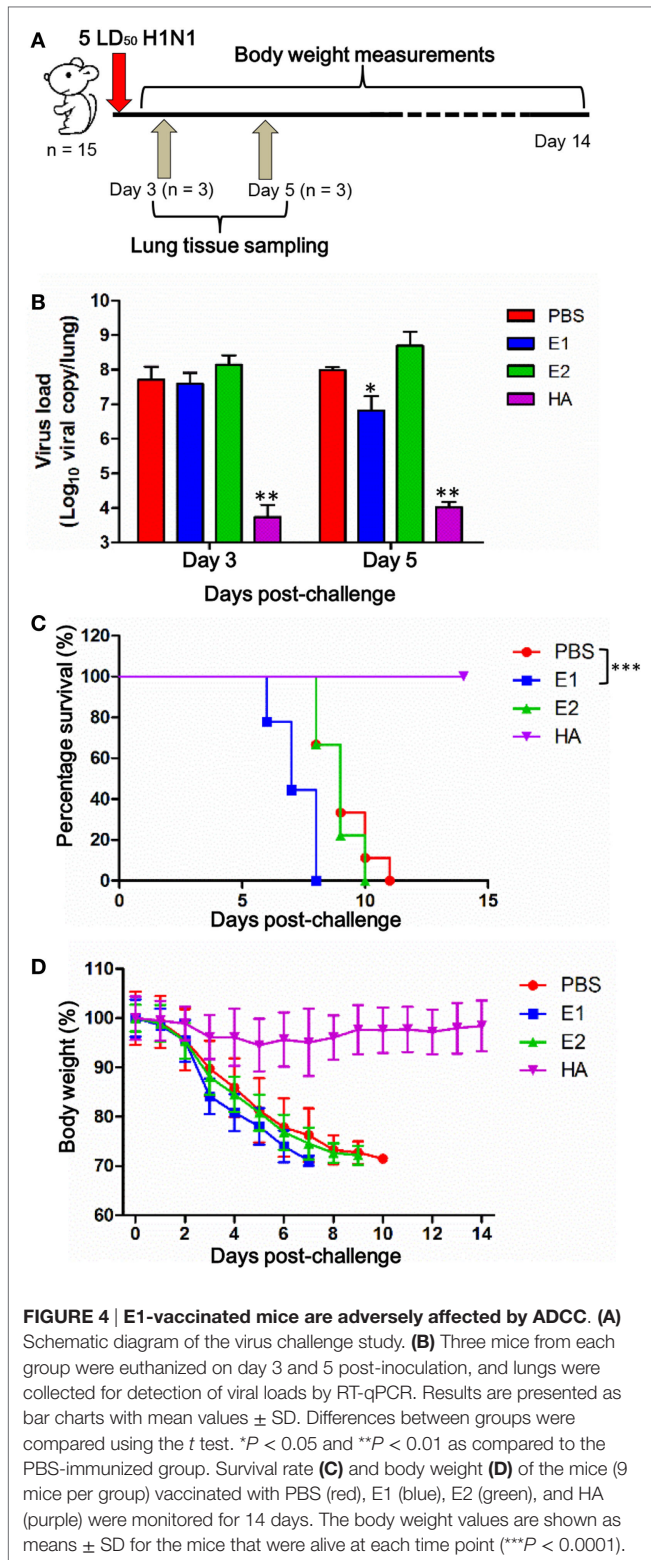 A
5 LD50 H1N1
Body weight measurements
n = 15
Day 14
Day 3 (n = 3)
Day 5 (n = 3)
Lung tissue sampling
B
Virus load
(Log10 viral copy/lung)
10
9
8
7
6
5
4
3
*
**
**
Day 3
Day 5
Days post-challenge
PBS
E1
E2
HA
C
Percentage survival (%)
120
100
80
60
40
20
0
0
5
10
15
Days post-challenge
PBS
E1
E2
HA
***
D
Body weight (%)
110
100
90
80
70
60
0
2
4
6
8
10
12
14
Days post-challenge
PBS
E1
E2
HA
FIGURE 4 | E1-vaccinated mice are adversely affected by ADCC. (A)
Schematic diagram of the virus challenge study. (B) Three mice from each
group were euthanized on day 3 and 5 post-inoculation, and lungs were
collected for detection of viral loads by RT-qPCR. Results are presented as
bar charts with mean values ± SD. Differences between groups were
compared using the t test. *P < 0.05 and **P < 0.01 as compared to the
PBS-immunized group. Survival rate (C) and body weight (D) of the mice (9
mice per group) vaccinated with PBS (red), E1 (blue), E2 (green), and HA
(purple) were monitored for 14 days. The body weight values are shown as
means ± SD for the mice that were alive at each time point (***P < 0.0001).